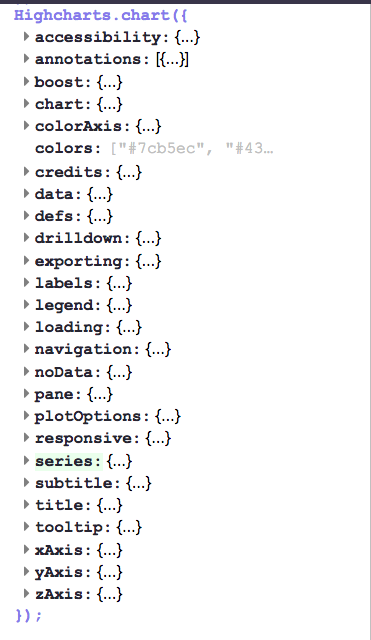 Highcharts.chart({
accessibility: {...}
annotations: [{...}]
boost: {...}
chart: {...}
colorAxis: {...}
colors: ["#7cb5ec", "#43…
credits: {...}
data: {...}
defs: {...}
drilldown: {...}
exporting: {...}
labels: {...}
legend: {...}
loading: {...}
navigation: {...}
noData: {...}
pane: {...}
plotOptions: {...}
responsive: {...}
series: {...}
subtitle: {...}
title: {...}
tooltip: {...}
xAxis: {...}
yAxis: {...}
zAxis: {...}
});